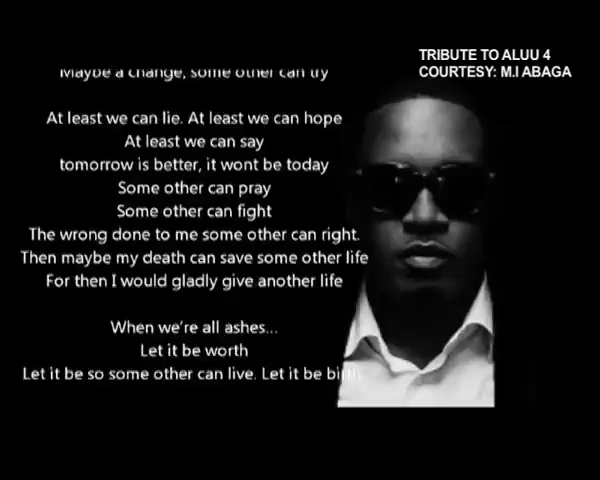 TRIBUTE TO ALUU 4
COURTESY: M.I ABAGA
Maybe a change, some other can try
At least we can lie. At least we can hope
At least we can say
tomorrow is better, it wont be today
Some other can pray
Some other can fight
The wrong done to me some other can right.
Then maybe my death can save some other life
For then I would gladly give another life
When we're all ashes...
Let it be worth
Let it be so some other can live. Let it be birth